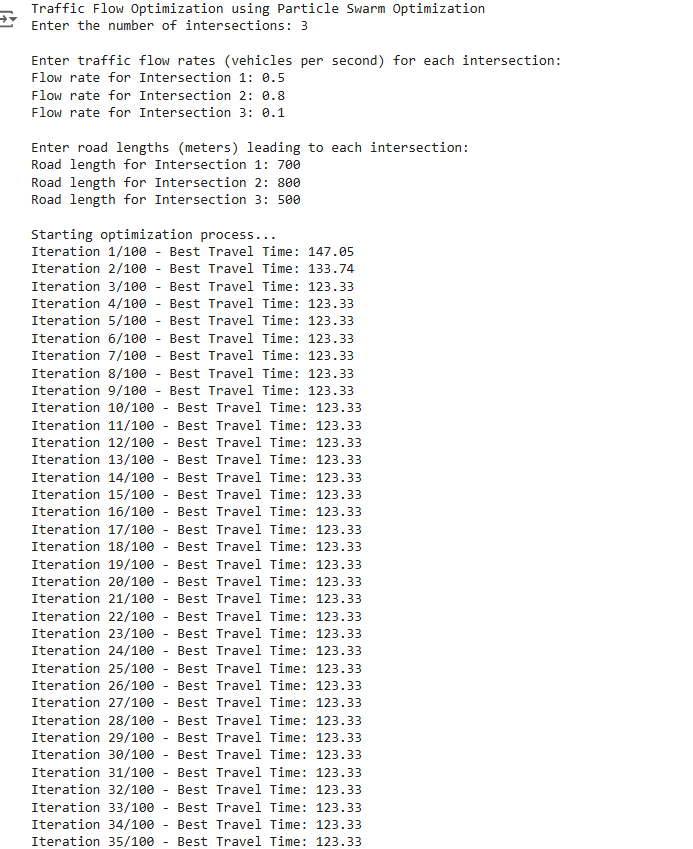 Traffic Flow Optimization using Particle Swarm Optimization
Enter the number of intersections: 3
Enter traffic flow rates (vehicles per second) for each intersection:
Flow rate for Intersection 1: 0.5
Flow rate for Intersection 2: 0.8
Flow rate for Intersection 3: 0.1
Enter road lengths (meters) leading to each intersection:
Road length for Intersection 1: 700
Road length for Intersection 2: 800
Road length for Intersection 3: 500
Starting optimization process...
Iteration 1/100 - Best Travel Time: 147.05
Iteration 2/100 - Best Travel Time: 133.74
Iteration 3/100 - Best Travel Time: 123.33
Iteration 4/100 - Best Travel Time: 123.33
Iteration 5/100 - Best Travel Time: 123.33
Iteration 6/100 - Best Travel Time: 123.33
Iteration 7/100 - Best Travel Time: 123.33
Iteration 8/100 - Best Travel Time: 123.33
Iteration 9/100 - Best Travel Time: 123.33
Iteration 10/100 - Best Travel Time: 123.33
Iteration 11/100 - Best Travel Time: 123.33
Iteration 12/100 - Best Travel Time: 123.33
Iteration 13/100 - Best Travel Time: 123.33
Iteration 14/100 - Best Travel Time: 123.33
Iteration 15/100 - Best Travel Time: 123.33
Iteration 16/100 - Best Travel Time: 123.33
Iteration 17/100 - Best Travel Time: 123.33
Iteration 18/100 - Best Travel Time: 123.33
Iteration 19/100 - Best Travel Time: 123.33
Iteration 20/100 - Best Travel Time: 123.33
Iteration 21/100 - Best Travel Time: 123.33
Iteration 22/100 - Best Travel Time: 123.33
Iteration 23/100 - Best Travel Time: 123.33
Iteration 24/100 - Best Travel Time: 123.33
Iteration 25/100 - Best Travel Time: 123.33
Iteration 26/100 - Best Travel Time: 123.33
Iteration 27/100 - Best Travel Time: 123.33
Iteration 28/100 - Best Travel Time: 123.33
Iteration 29/100 - Best Travel Time: 123.33
Iteration 30/100 - Best Travel Time: 123.33
Iteration 31/100 - Best Travel Time: 123.33
Iteration 32/100 - Best Travel Time: 123.33
Iteration 33/100 - Best Travel Time: 123.33
Iteration 34/100 - Best Travel Time: 123.33
Iteration 35/100 - Best Travel Time: 123.33